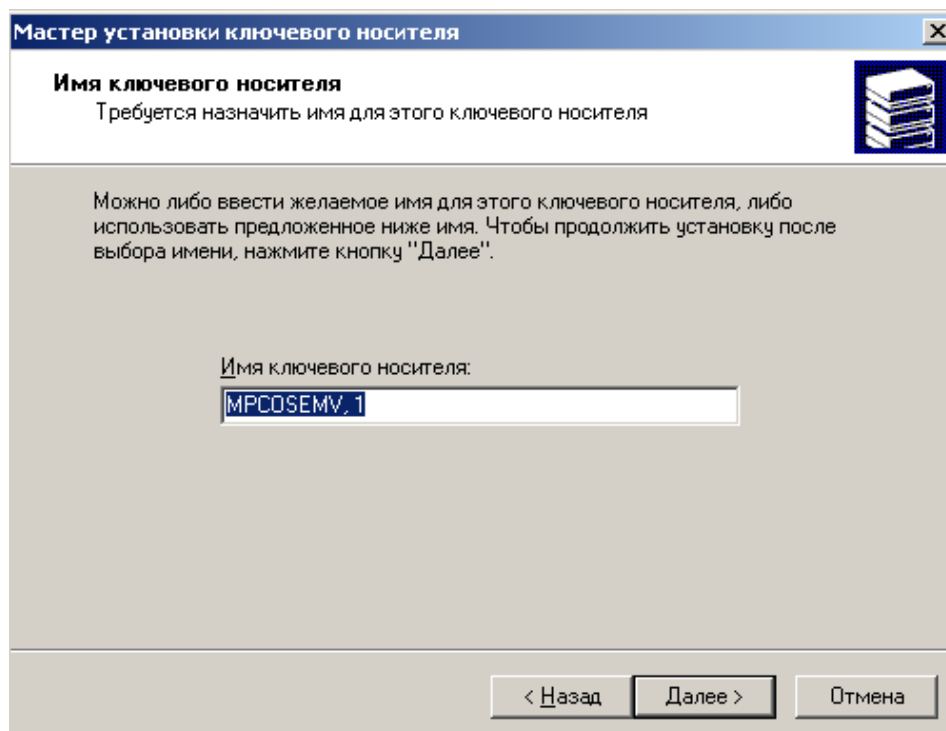 Мастер установки ключевого носителя
Имя ключевого носителя
Требуется назначить имя для этого ключевого носителя
Можно либо ввести желаемое имя для этого ключевого носителя, либо
использовать предложенное ниже имя. Чтобы продолжить установку после
выбора имени, нажмите кнопку "Далее".
Имя ключевого носителя:
MPCOSEMV, 1
< Назад Далее > Отмена